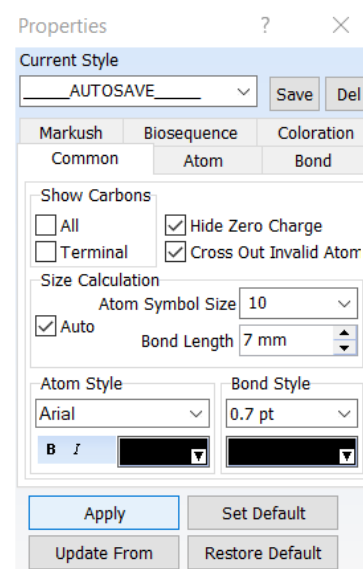 Properties ? ×
Current Style
_____AUTOSAVE_____ Save Del
Markush Biosequence Coloration
Common Atom Bond
Show Carbons
All Hide Zero Charge
Terminal Cross Out Invalid Atom
Size Calculation
Atom Symbol Size 10
Auto
Bond Length 7 mm
Atom Style Bond Style
Arial 0.7 pt
B I
Apply Set Default
Update From Restore Default